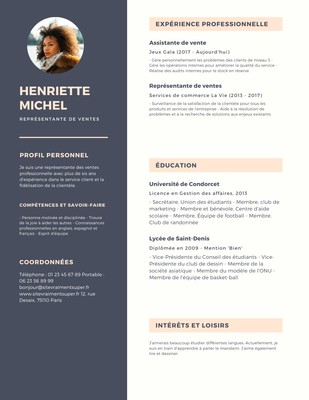 HENRIETTE
MICHEL
REPRÉSENTANTE DE VENTES
PROFIL PERSONNEL
Je suis une représentante des ventes
professionnelle avec plus de six ans
d'expérience dans le service client et la
fidélisation de la clientèle.
COMPÉTENCES ET SAVOIR-FAIRE
- Personne motivée et disciplinée - Trouve
de la joie à aider les autres - Connaissances
professionnelles en anglais, espagnol et
français - Esprit d'équipe
COORDONNÉES
Téléphone : 01 23 45 67 89 Portable :
06 23 56 89 99
bonjour@sitevraimentsuper.fr
www.sitevraimentsuper.fr 12, rue
Desaix, 75110 Paris
EXPÉRIENCE PROFESSIONNELLE
Assistante de vente
Jeux Gala (2017 - Aujourd'hui)
- Gère personnellement les problèmes des clients de niveau 3 -
Gère les opérations internes pour améliorer la qualité du service -
Réalise des audits internes pour le stock en réserve
Représentante de ventes
Services de commerce La Vie (2013 - 2017)
- Surveillance de la satisfaction de la clientèle pour tous les
produits et services de l'entreprise - Aide à la résolution de
problèmes et à la recherche de solutions aux enjeux existants
ÉDUCATION
Université de Condorcet
Licence en Gestion des affaires, 2013
- Secrétaire, Union des étudiants - Membre, club de
marketing - Membre et bénévole, Centre d'aide
scolaire - Membre, Équipe de football - Membre,
Club de randonnée
Lycée de Saint-Denis
Diplômée en 2009 - Mention 'Bien'
- Vice-Présidente du Conseil des étudiants - Vice-
Présidente du club de dessin - Membre de la
société asiatique - Membre du modèle de l'ONU -
Membre de l'équipe de basket-ball
INTÉRÊTS ET LOISIRS
J'aimerais beaucoup étudier différentes langues. Actuellement, je
suis en train d'apprendre à parler le mandarin. J'aime également
lire et dessiner.